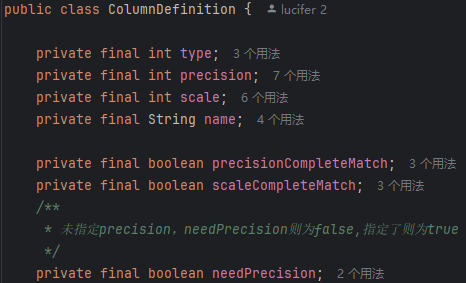 public class ColumnDefinition { lucifer 2
private final int type; 3 个用法
private final int precision; 7 个用法
private final int scale; 6 个用法
private final String name; 4 个用法
private final boolean precisionCompleteMatch; 3 个用法
private final boolean scaleCompleteMatch; 3 个用法
/**
* 未指定precision，needPrecision则为false,指定了则为true
*/
private final boolean needPrecision; 2 个用法